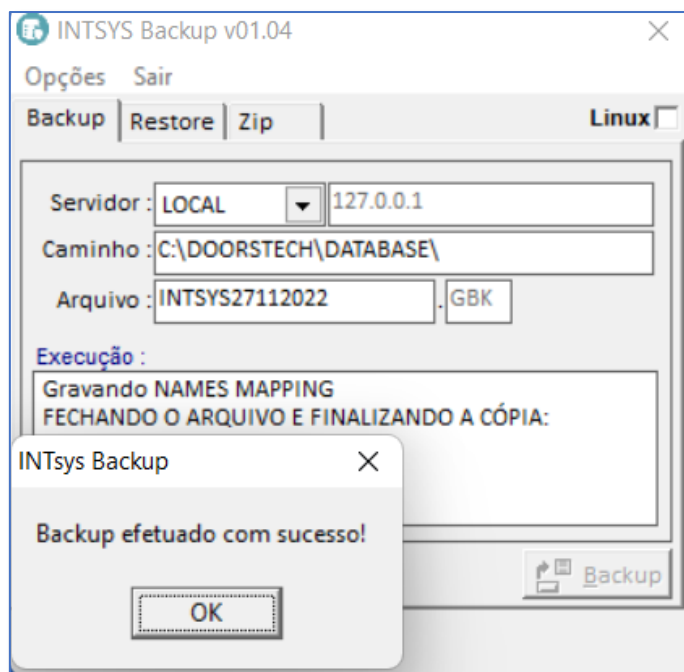 INTSYS Backup v01.04
Opções Sair
Backup Restore Zip Linux
Servidor : LOCAL 127.0.0.1
Caminho : C:\DOORSTECH\DATABASE\
Arquivo : INTSYS27112022 . GBK
Execução :
Gravando NAMES MAPPING
FECHANDO O ARQUIVO E FINALIZANDO A CÓPIA:
INTsys Backup
Backup efetuado com sucesso!
OK
Backup